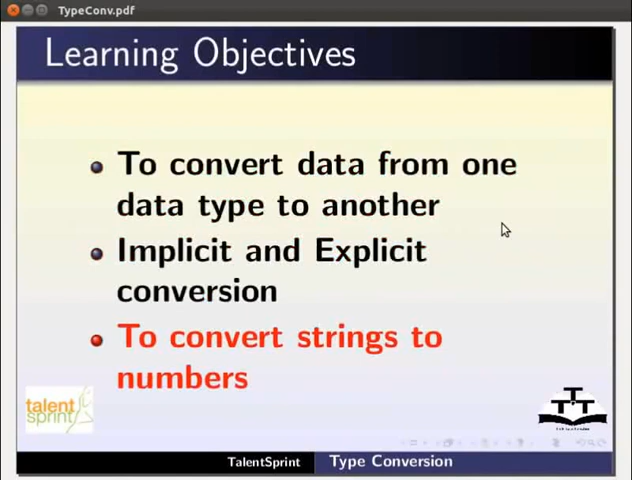 TypeConv.pdf
Learning Objectives
To convert data from one
data type to another
Implicit and Explicit
conversion
To convert strings to
numbers
talent
sprint
TTT
TalentSprint
Type Conversion